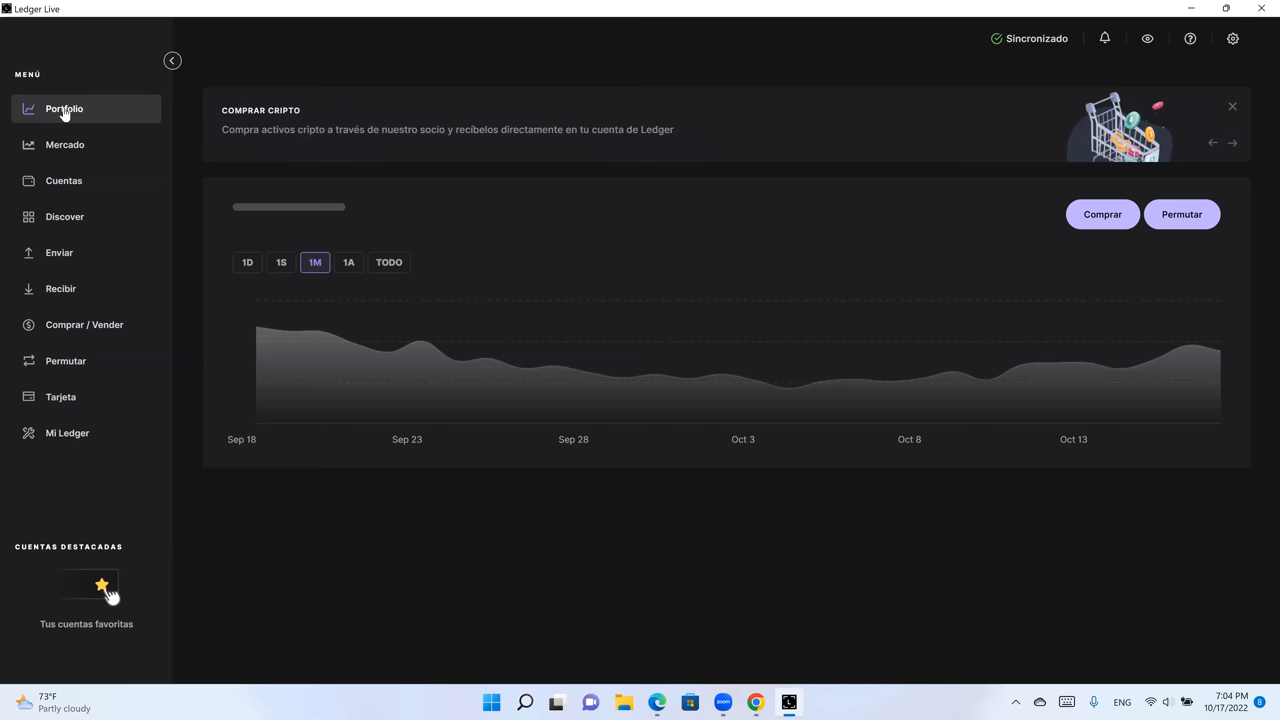 Ledger Live
Sincronizado
MENÚ
Portfolio
Mercado
Cuentas
Discover
Enviar
Recibir
Comprar / Vender
Permutar
Tarjeta
Mi Ledger
CUENTAS DESTACADAS
Tus cuentas favoritas
COMPRAR CRIPTO
Compra activos cripto a través de nuestro socio y recíbelos directamente en tu cuenta de Ledger
Comprar Permutar
1D 1S 1M 1A TODO
Sep 18 Sep 23 Sep 28 Oct 3 Oct 8 Oct 13
73°F
Partly cloudy
zoom
ENG
7:04 PM
10/17/2022
8